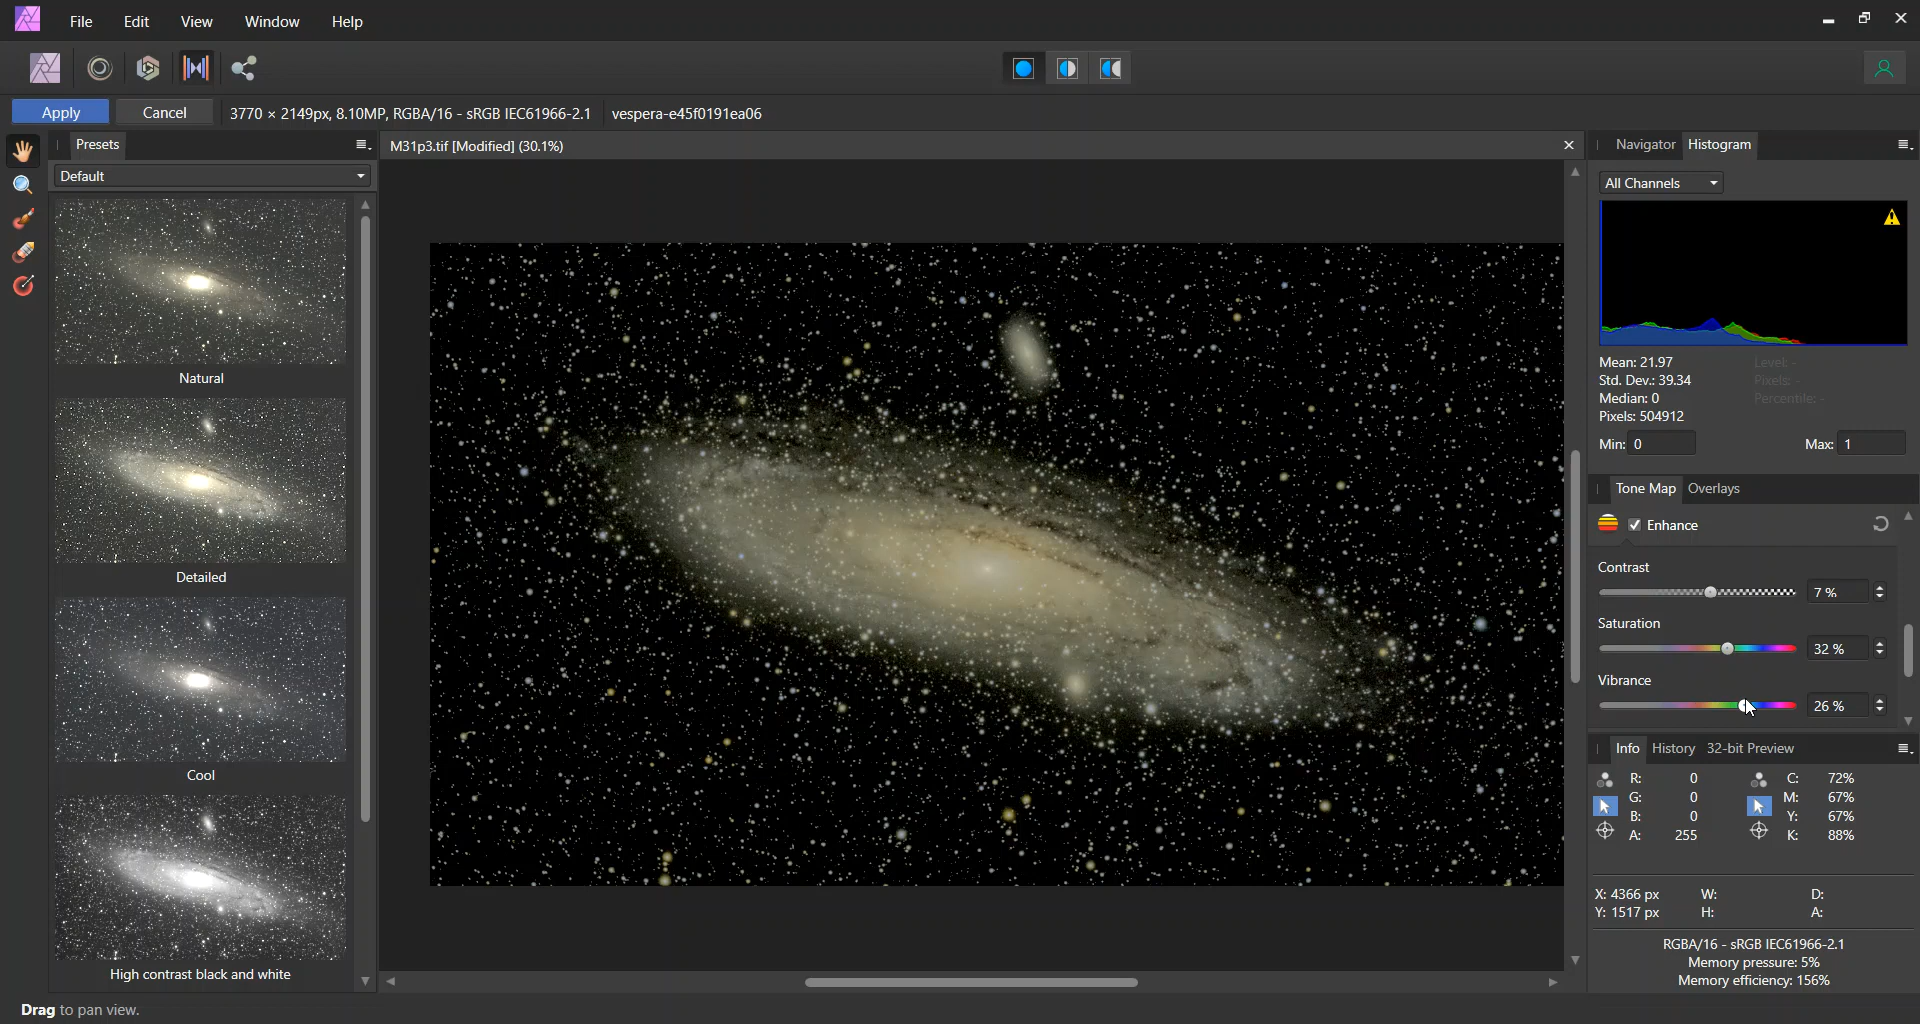 File Edit View Window Help
Apply Cancel 3770 × 2149px, 8.10MP, RGBA/16 - sRGB IEC61966-2.1 vespera-e45f0191ea06
Presets
Default
Natural
Detailed
Cool
High contrast black and white
M31p3.tif [Modified] (30.1%)
Navigator Histogram
All Channels
Mean: 21.97 Level: -
Std. Dev.: 39.34 Pixels: -
Median: 0 Percentile: -
Pixels: 504912
Min: 0 Max: 1
Tone Map Overlays
Enhance
Contrast
7 %
Saturation
32 %
Vibrance
26 %
Info History 32-bit Preview
R: 0 C: 72%
G: 0 M: 67%
B: 0 Y: 67%
A: 255 K: 88%
X: 4366 px W: D:
Y: 1517 px H: A:
RGBA/16 - sRGB IEC61966-2.1
Memory pressure: 5%
Memory efficiency: 156%
Drag to pan view.